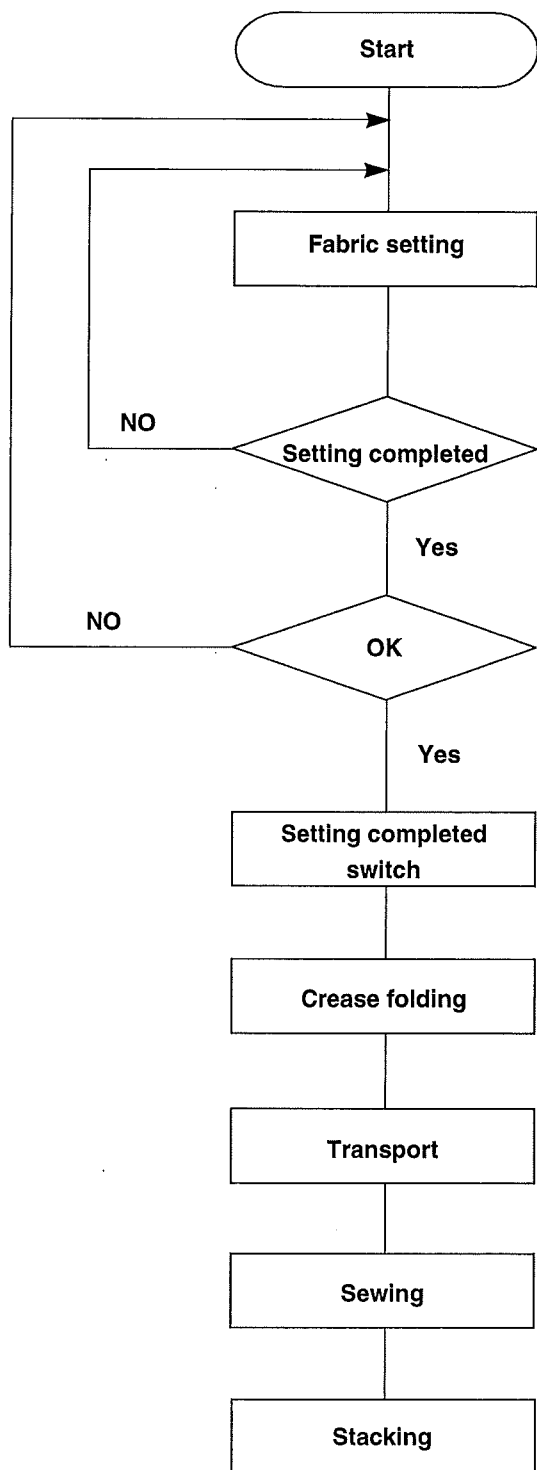 Start
Fabric setting
NO
Setting completed
Yes
NO
OK
Yes
Setting completed
switch
Crease folding
Transport
Sewing
Stacking